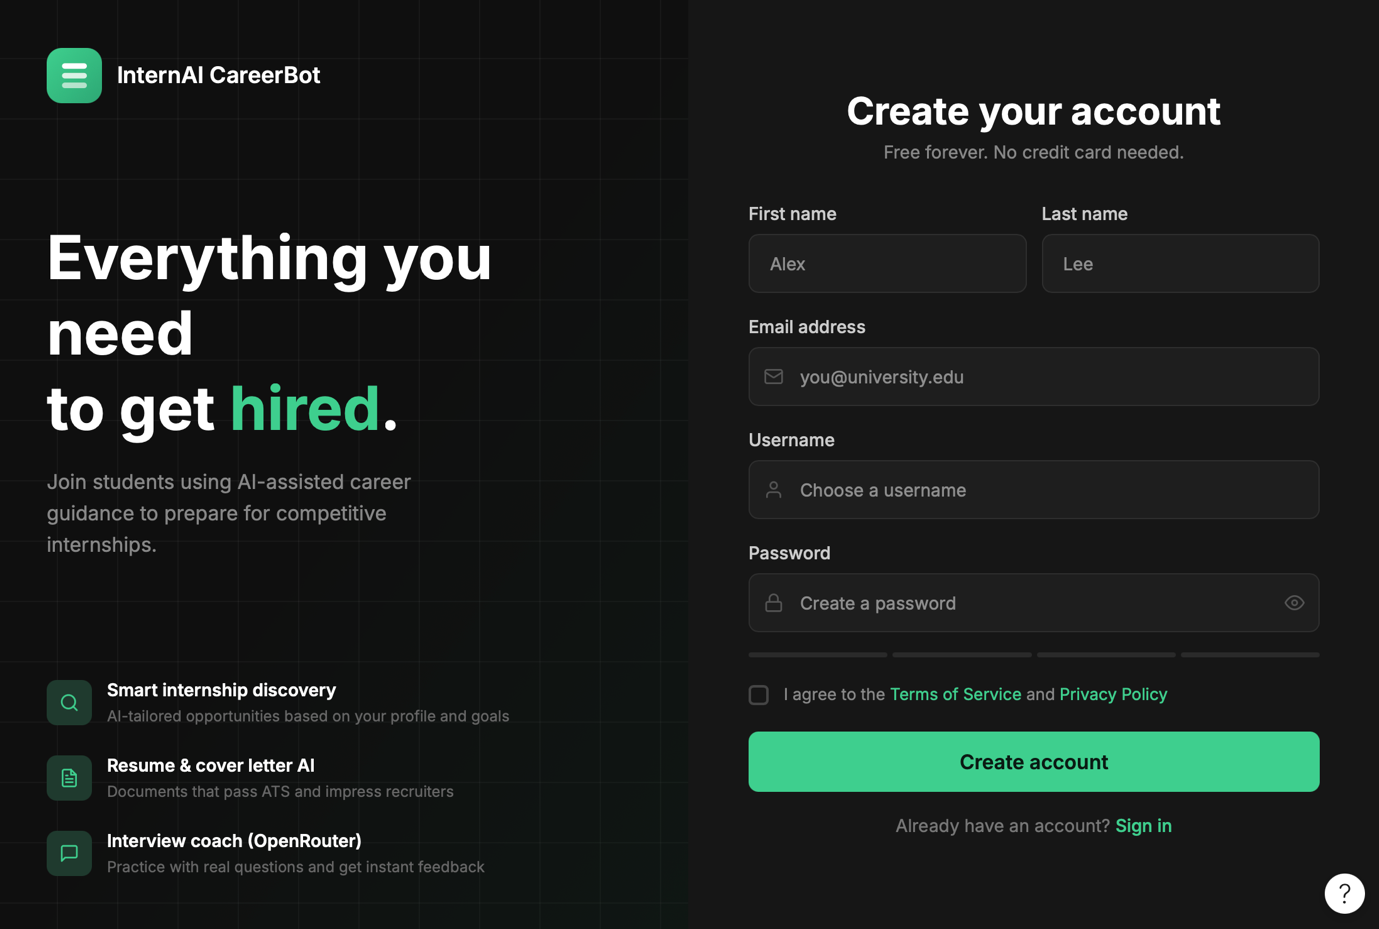 InternAI CareerBot
Everything you
need
to get hired.
Join students using AI-assisted career
guidance to prepare for competitive
internships.
Smart internship discovery
AI-tailored opportunities based on your profile and goals
Resume & cover letter AI
Documents that pass ATS and impress recruiters
Interview coach (OpenRouter)
Practice with real questions and get instant feedback
Create your account
Free forever. No credit card needed.
First name
Last name
Alex
Lee
Email address
you@university.edu
Username
Choose a username
Password
Create a password
I agree to the Terms of Service and Privacy Policy
Create account
Already have an account? Sign in
?